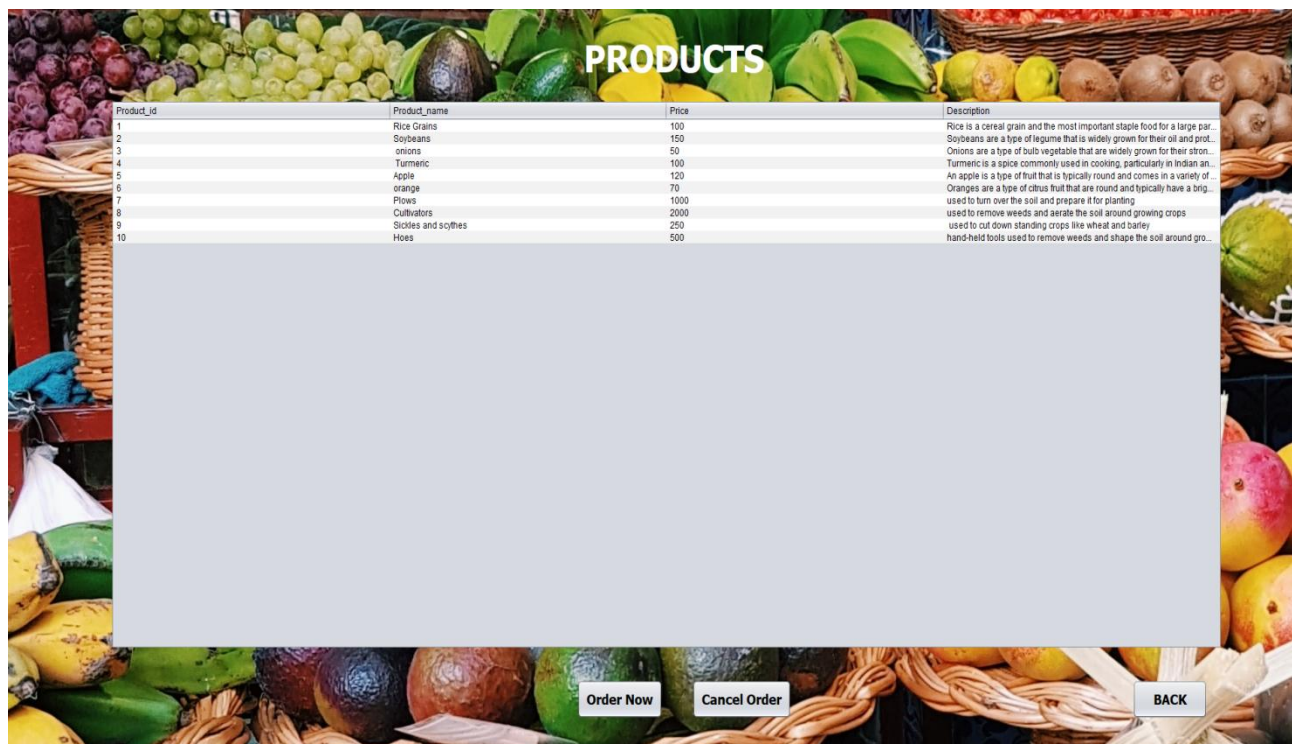 PRODUCTS
Product_id Product_name Price Description
1 Rice Grains 100 Rice is a cereal grain and the most important staple food for a large par...
2 Soybeans 150 Soybeans are a type of legume that is widely grown for their oil and prot...
3 onions 50 Onions are a type of bulb vegetable that are widely grown for their stron...
4 Turmeric 100 Turmeric is a spice commonly used in cooking, particularly in Indian an...
5 Apple 120 An apple is a type of fruit that is typically round and comes in a variety of ...
6 orange 70 Oranges are a type of citrus fruit that are round and typically have a brig...
7 Plows 1000 used to turn over the soil and prepare it for planting
8 Cultivators 2000 used to remove weeds and aerate the soil around growing crops
9 Sickles and scythes 250 used to cut down standing crops like wheat and barley
10 Hoes 500 hand-held tools used to remove weeds and shape the soil around gro...
Order Now Cancel Order BACK